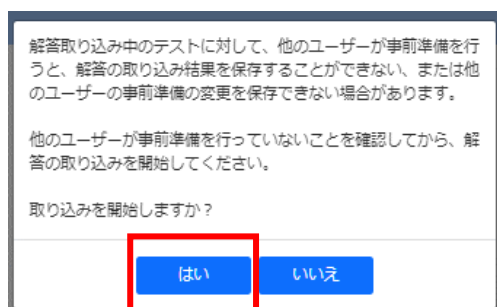 解答取り込み中のテストに対して、他のユーザーが事前準備を行
うと、解答の取り込み結果を保存することができない、または他
のユーザーの事前準備の変更を保存できない場合があります。
他のユーザーが事前準備を行っていないことを確認してから、解
答の取り込みを開始してください。
取り込みを開始しますか？
はい
いいえ